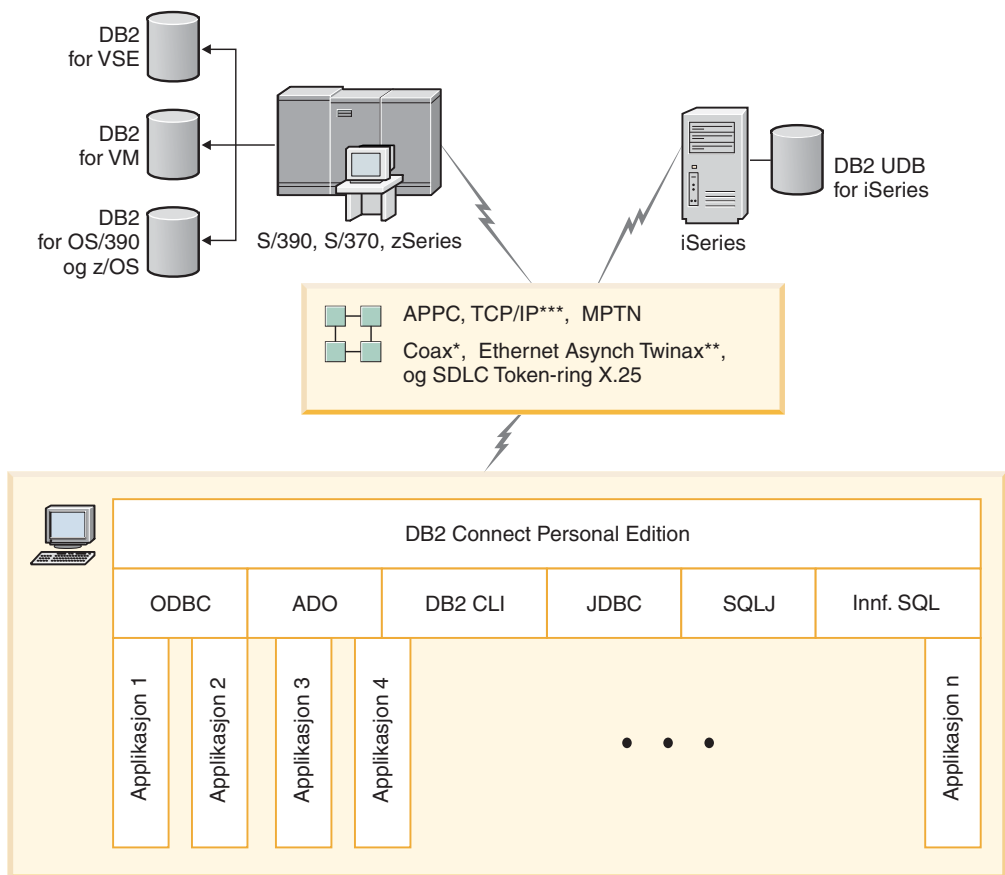 DB2
for VSE
DB2
for VM
DB2
for OS/390
og z/OS
S/390, S/370, zSeries
iSeries
DB2 UDB
for iSeries
APPC, TCP/IP***, MPTN
Coax*, Ethernet Asynch Twinax**,
og SDLC Token-ring X.25
DB2 Connect Personal Edition
ODBC
ADO
DB2 CLI
JDBC
SQLJ
Innf. SQL
Applikasjon 1
Applikasjon 2
Applikasjon 3
Applikasjon 4
Applikasjon n